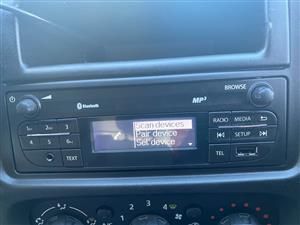 BROWSE
Bluetooth
MP3
1 2 3
4 5 6
TEXT
Scan devices
Pair device
Set device
RADIO MEDIA
SETUP
TEL